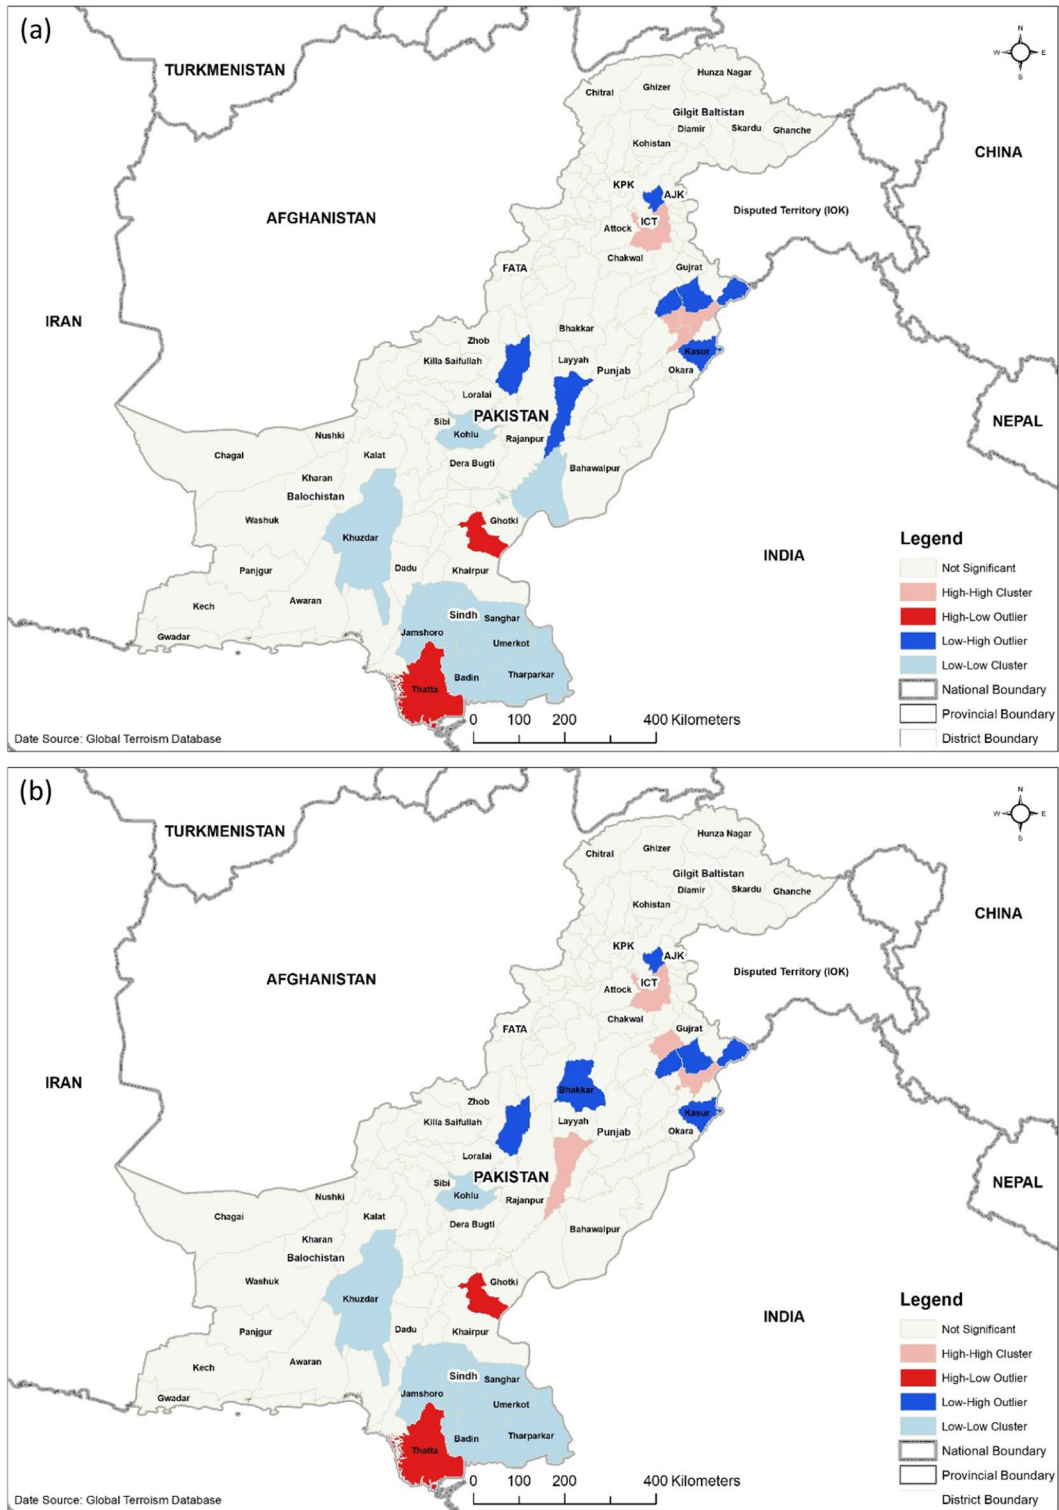 (a)
N
W E
S
TURKMENISTAN
Hunza Nagar
Ghizer
Chitral
Gilgit Baltistan
Diamir Skardu Ghanche
Kohistan
CHINA
KPK
AJK
AFGHANISTAN
Disputed Territory (IOK)
ICT
Attock
Chakwal
FATA
Gujrat
IRAN
Bhakkar
Zhob
Kasur
Killa Saifullah
Layyah
Punjab
Okara
Loralai
PAKISTAN
NEPAL
Sibi
Kohlu
Rajanpur
Nushki
Chagai
Kalat
Dera Bugti
Bahawalpur
Kharan
Balochistan
Washuk
Ghotki
Khuzdar
INDIA
Legend
Not Significant
High-High Cluster
High-Low Outlier
Low-High Outlier
Low-Low Cluster
National Boundary
Provincial Boundary
District Boundary
Panjgur
Dadu
Khairpur
Kech
Awaran
Sindh
Sanghar
Gwadar
Jamshoro
Umerkot
Badin
Tharparkar
Thatta
0 100 200 400 Kilometers
Date Source: Global Terroism Database
(b)
N
W E
S
TURKMENISTAN
Hunza Nagar
Ghizer
Chitral
Gilgit Baltistan
Diamir Skardu Ghanche
Kohistan
CHINA
KPK
AJK
AFGHANISTAN
Disputed Territory (IOK)
ICT
Attock
Chakwal
FATA
Gujrat
IRAN
Bhakkar
Zhob
Kasur
Killa Saifullah
Layyah
Punjab
Okara
Loralai
PAKISTAN
NEPAL
Sibi
Kohlu
Rajanpur
Nushki
Chagai
Kalat
Dera Bugti
Bahawalpur
Kharan
Balochistan
Washuk
Ghotki
Khuzdar
INDIA
Legend
Not Significant
High-High Cluster
High-Low Outlier
Low-High Outlier
Low-Low Cluster
National Boundary
Provincial Boundary
District Boundary
Panjgur
Dadu
Khairpur
Kech
Awaran
Sindh
Sanghar
Gwadar
Jamshoro
Umerkot
Badin
Tharparkar
Thatta
0 100 200 400 Kilometers
Date Source: Global Terroism Database